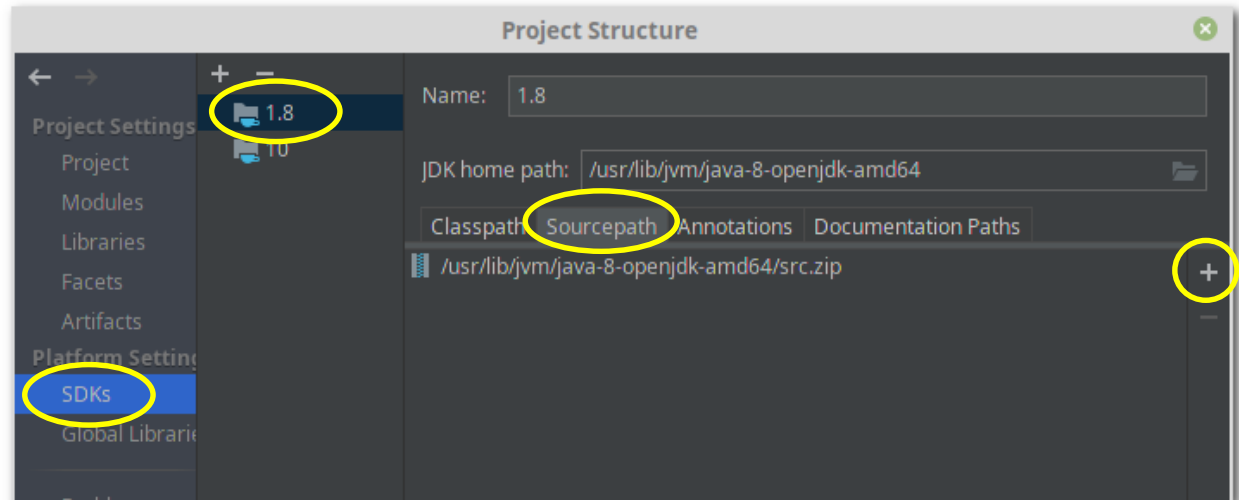 Project Structure
Project Settings
Project
Modules
Libraries
Facets
Artifacts
Platform Setting
SDKs
Global Librarie
1.8
10
Name: 1.8
JDK home path: /usr/lib/jvm/java-8-openjdk-amd64
Classpath Sourcepath Annotations Documentation Paths
/usr/lib/jvm/java-8-openjdk-amd64/src.zip